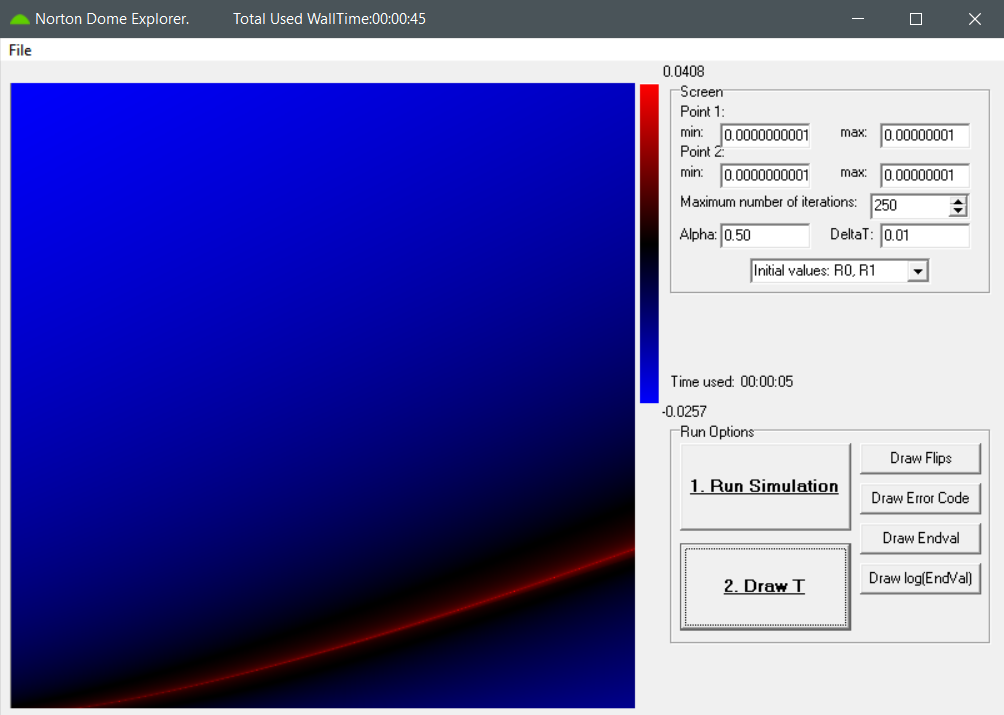 Norton Dome Explorer. Total Used WallTime:00:00:45
File
0.0408
Screen
Point 1:
min: 0.0000000001 max: 0.00000001
Point 2:
min: 0.0000000001 max: 0.00000001
Maximum number of iterations: 250
Alpha: 0.50 DeltaT: 0.01
Initial values: R0, R1
Time used: 00:00:05
-0.0257
Run Options
1. Run Simulation
2. Draw T
Draw Flips
Draw Error Code
Draw Endval
Draw log(EndVal)